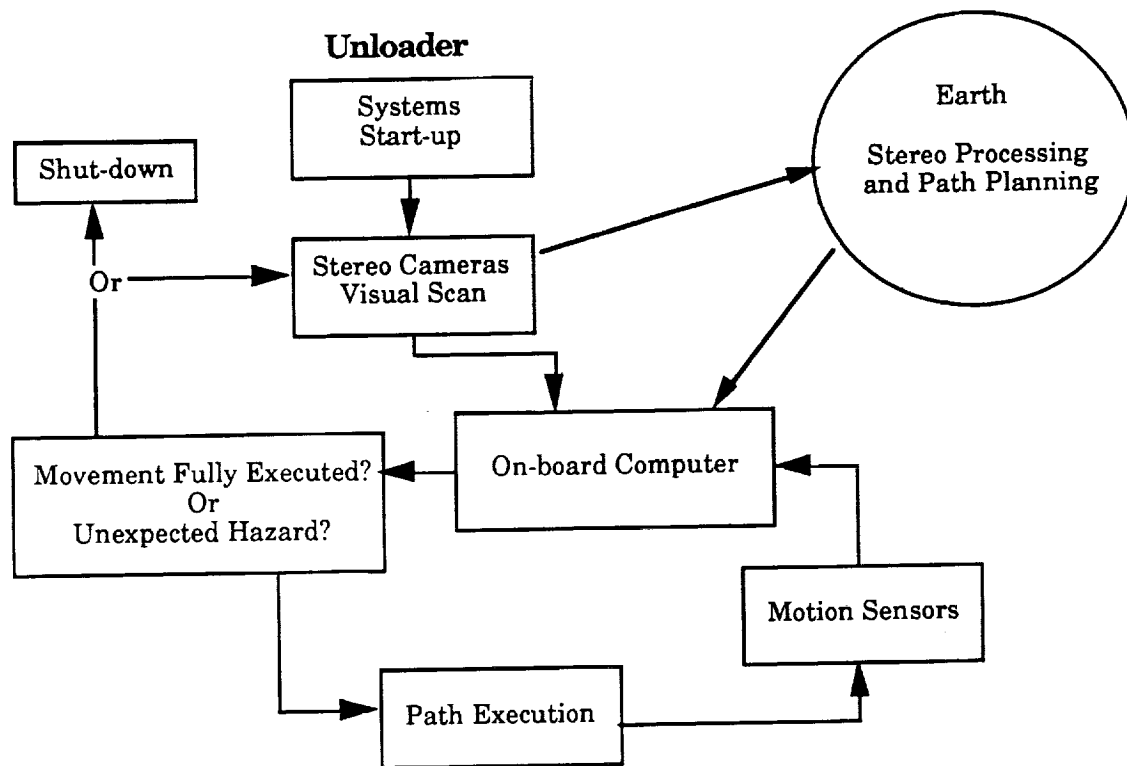 Unloader
Systems
Start-up
Earth
Stereo Processing
and Path Planning
Shut-down
Or
Stereo Cameras
Visual Scan
Movement Fully Executed?
Or
Unexpected Hazard?
On-board Computer
Motion Sensors
Path Execution